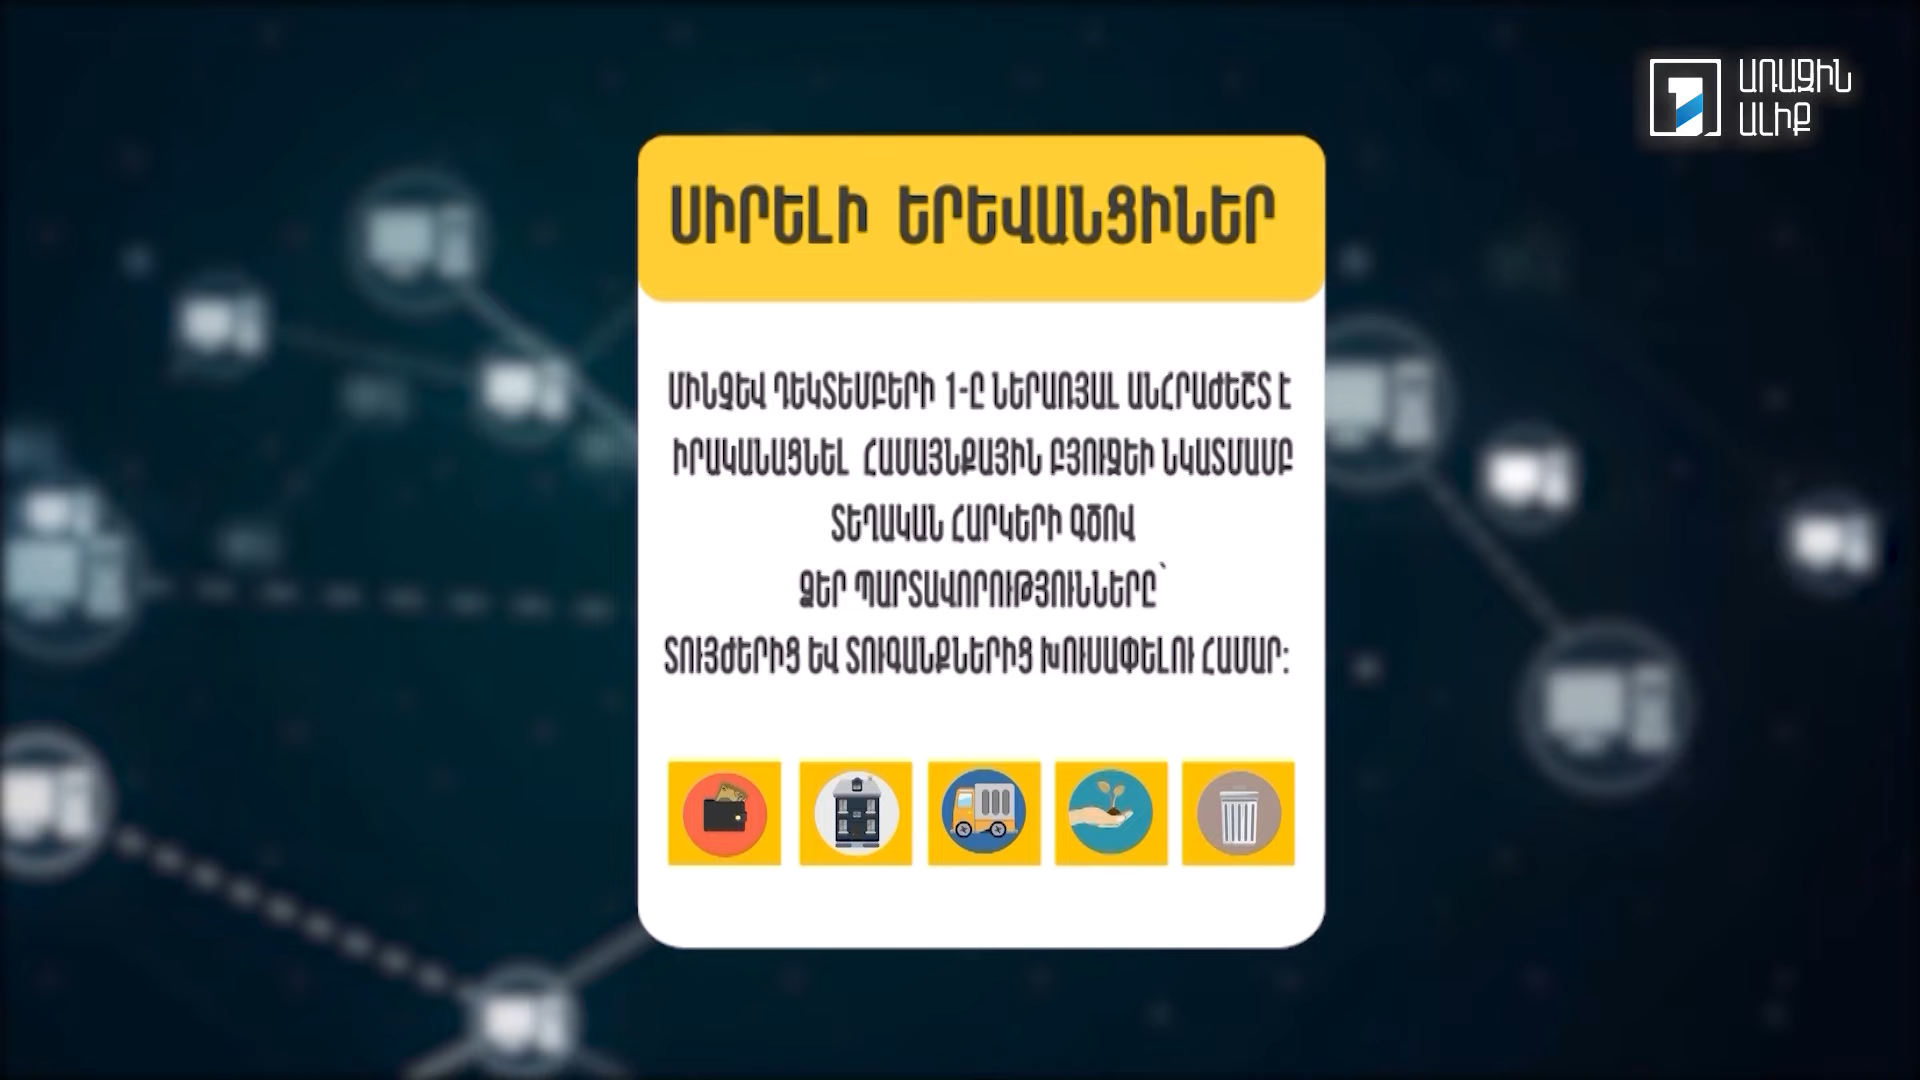 ԱՌԱՋԻՆ
ԱԼԻՔ
ՍԻՐԵԼԻ ԵՐԵՎԱՆՑԻՆԵՐ
ՄԻՆՉԵՎ ԴԵԿՏԵՄԲԵՐԻ 1-Ը ՆԵՐԱՌՅԱԼ ԱՆՀՐԱԺԵՇՏ Է
ԻՐԱԿԱՆԱՑՆԵԼ ՀԱՄԱՅՆՔԱՅԻՆ ԲՅՈՒՋԵԻ ՆԿԱՏՄԱՄԲ
ՏԵՂԱԿԱՆ ՀԱՐԿԵՐԻ ԳԾՈՎ
ՁԵՐ ՊԱՐՏԱՎՈՐՈՒԹՅՈՒՆՆԵՐԸ՝
ՏՈՒՅԺԵՐԻՑ ԵՎ ՏՈՒԳԱՆՔՆԵՐԻՑ ԽՈՒՍԱՓԵԼՈՒ ՀԱՄԱՐ: